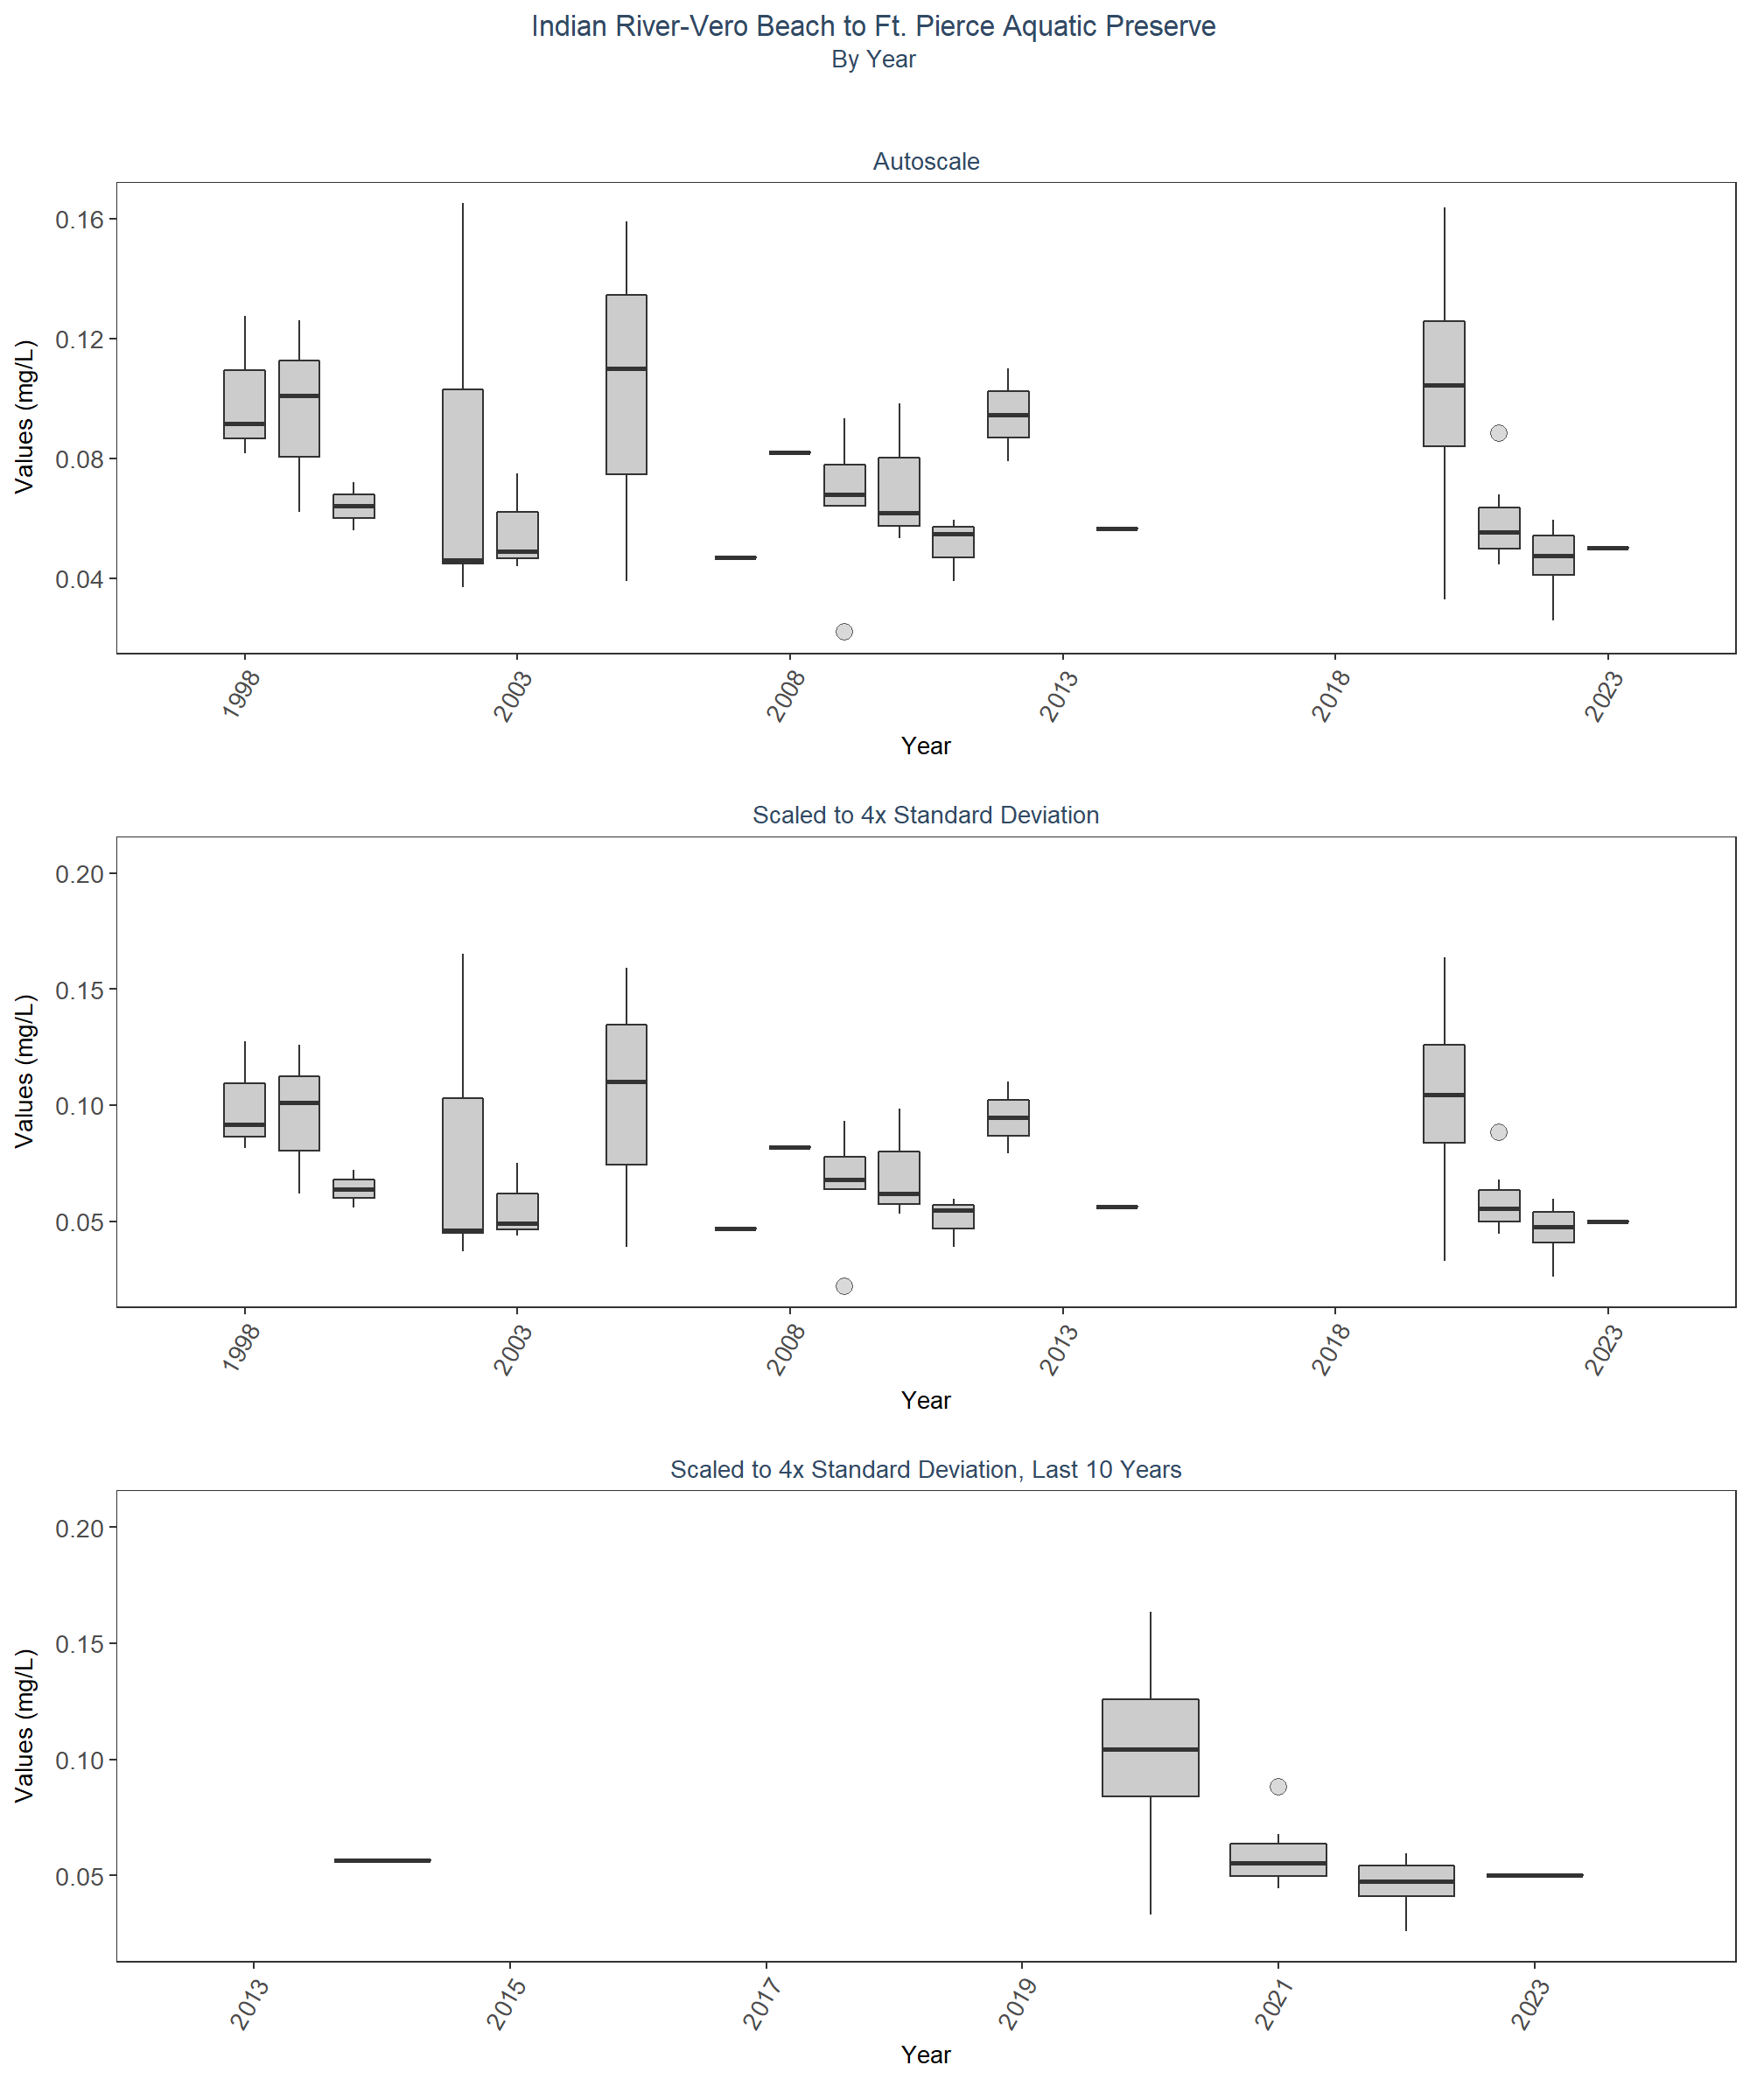 Indian River-Vero Beach to Ft. Pierce Aquatic Preserve
By Year
Autoscale
Values (mg/L)
0.16
0.12
0.08
0.04
1998
2003
2008
2013
2018
2023
Year
Scaled to 4x Standard Deviation
Values (mg/L)
0.20
0.15
0.10
0.05
1998
2003
2008
2013
2018
2023
Year
Scaled to 4x Standard Deviation, Last 10 Years
Values (mg/L)
0.20
0.15
0.10
0.05
2013
2015
2017
2019
2021
2023
Year